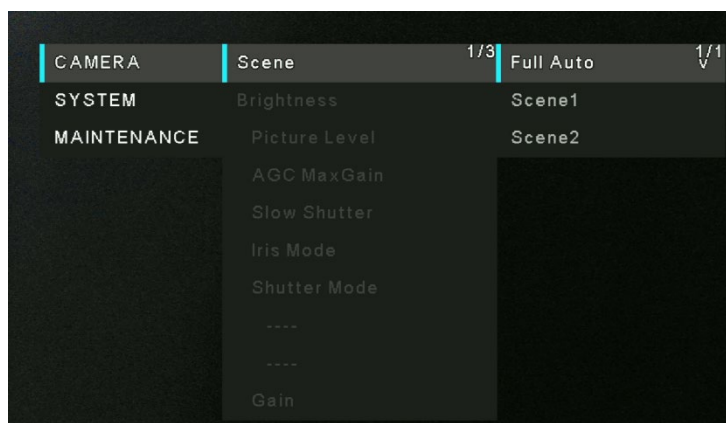 CAMERA
SYSTEM
MAINTENANCE
Scene 1/3
Brightness
Picture Level
AGC MaxGain
Slow Shutter
Iris Mode
Shutter Mode
----
----
Gain
Full Auto 1/1
v
Scene1
Scene2